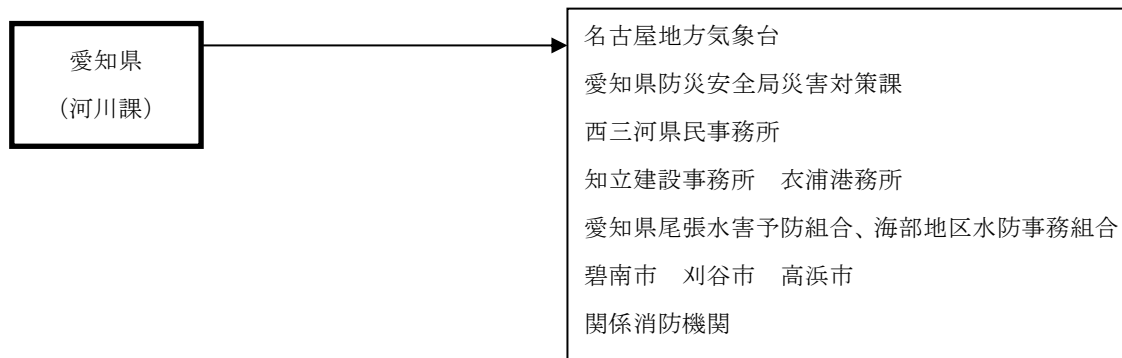 愛知県
(河川課)
名古屋地方気象台
愛知県防災安全局災害対策課
西三河県民事務所
知立建設事務所　衣浦港務所
愛知県尾張水害予防組合、海部地区水防事務組合
碧南市　刈谷市　高浜市
関係消防機関